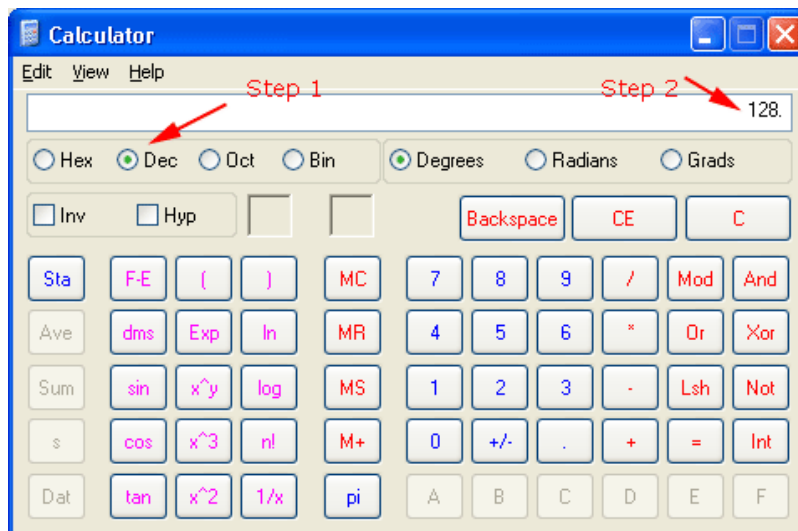 Calculator
Edit View Help
Step 1 Step 2
128.
Hex Dec Oct Bin Degrees Radians Grads
Inv Hyp Backspace CE C
Sta F-E ( ) MC 7 8 9 / Mod And
Ave dms Exp ln MR 4 5 6 * Or Xor
Sum sin x^y log MS 1 2 3 - Lsh Not
s cos x^3 n! M+ 0 +/- . + = Int
Dat tan x^2 1/x pi A B C D E F